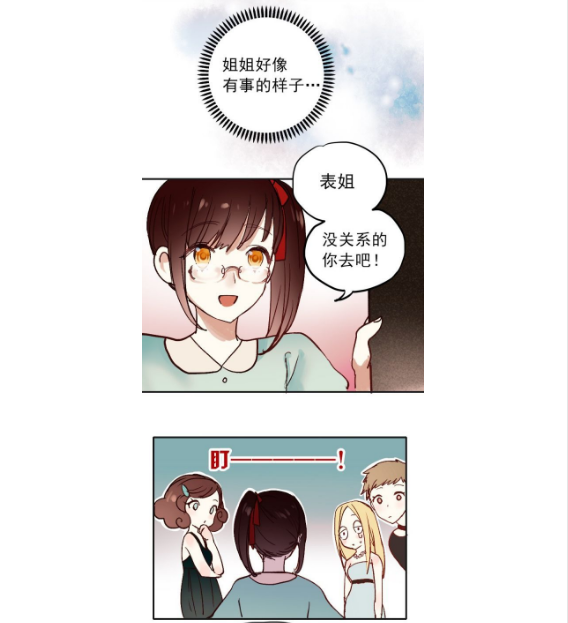 姐姐好像
有事的样子…
表姐
没关系的
你去吧！
盯—————！